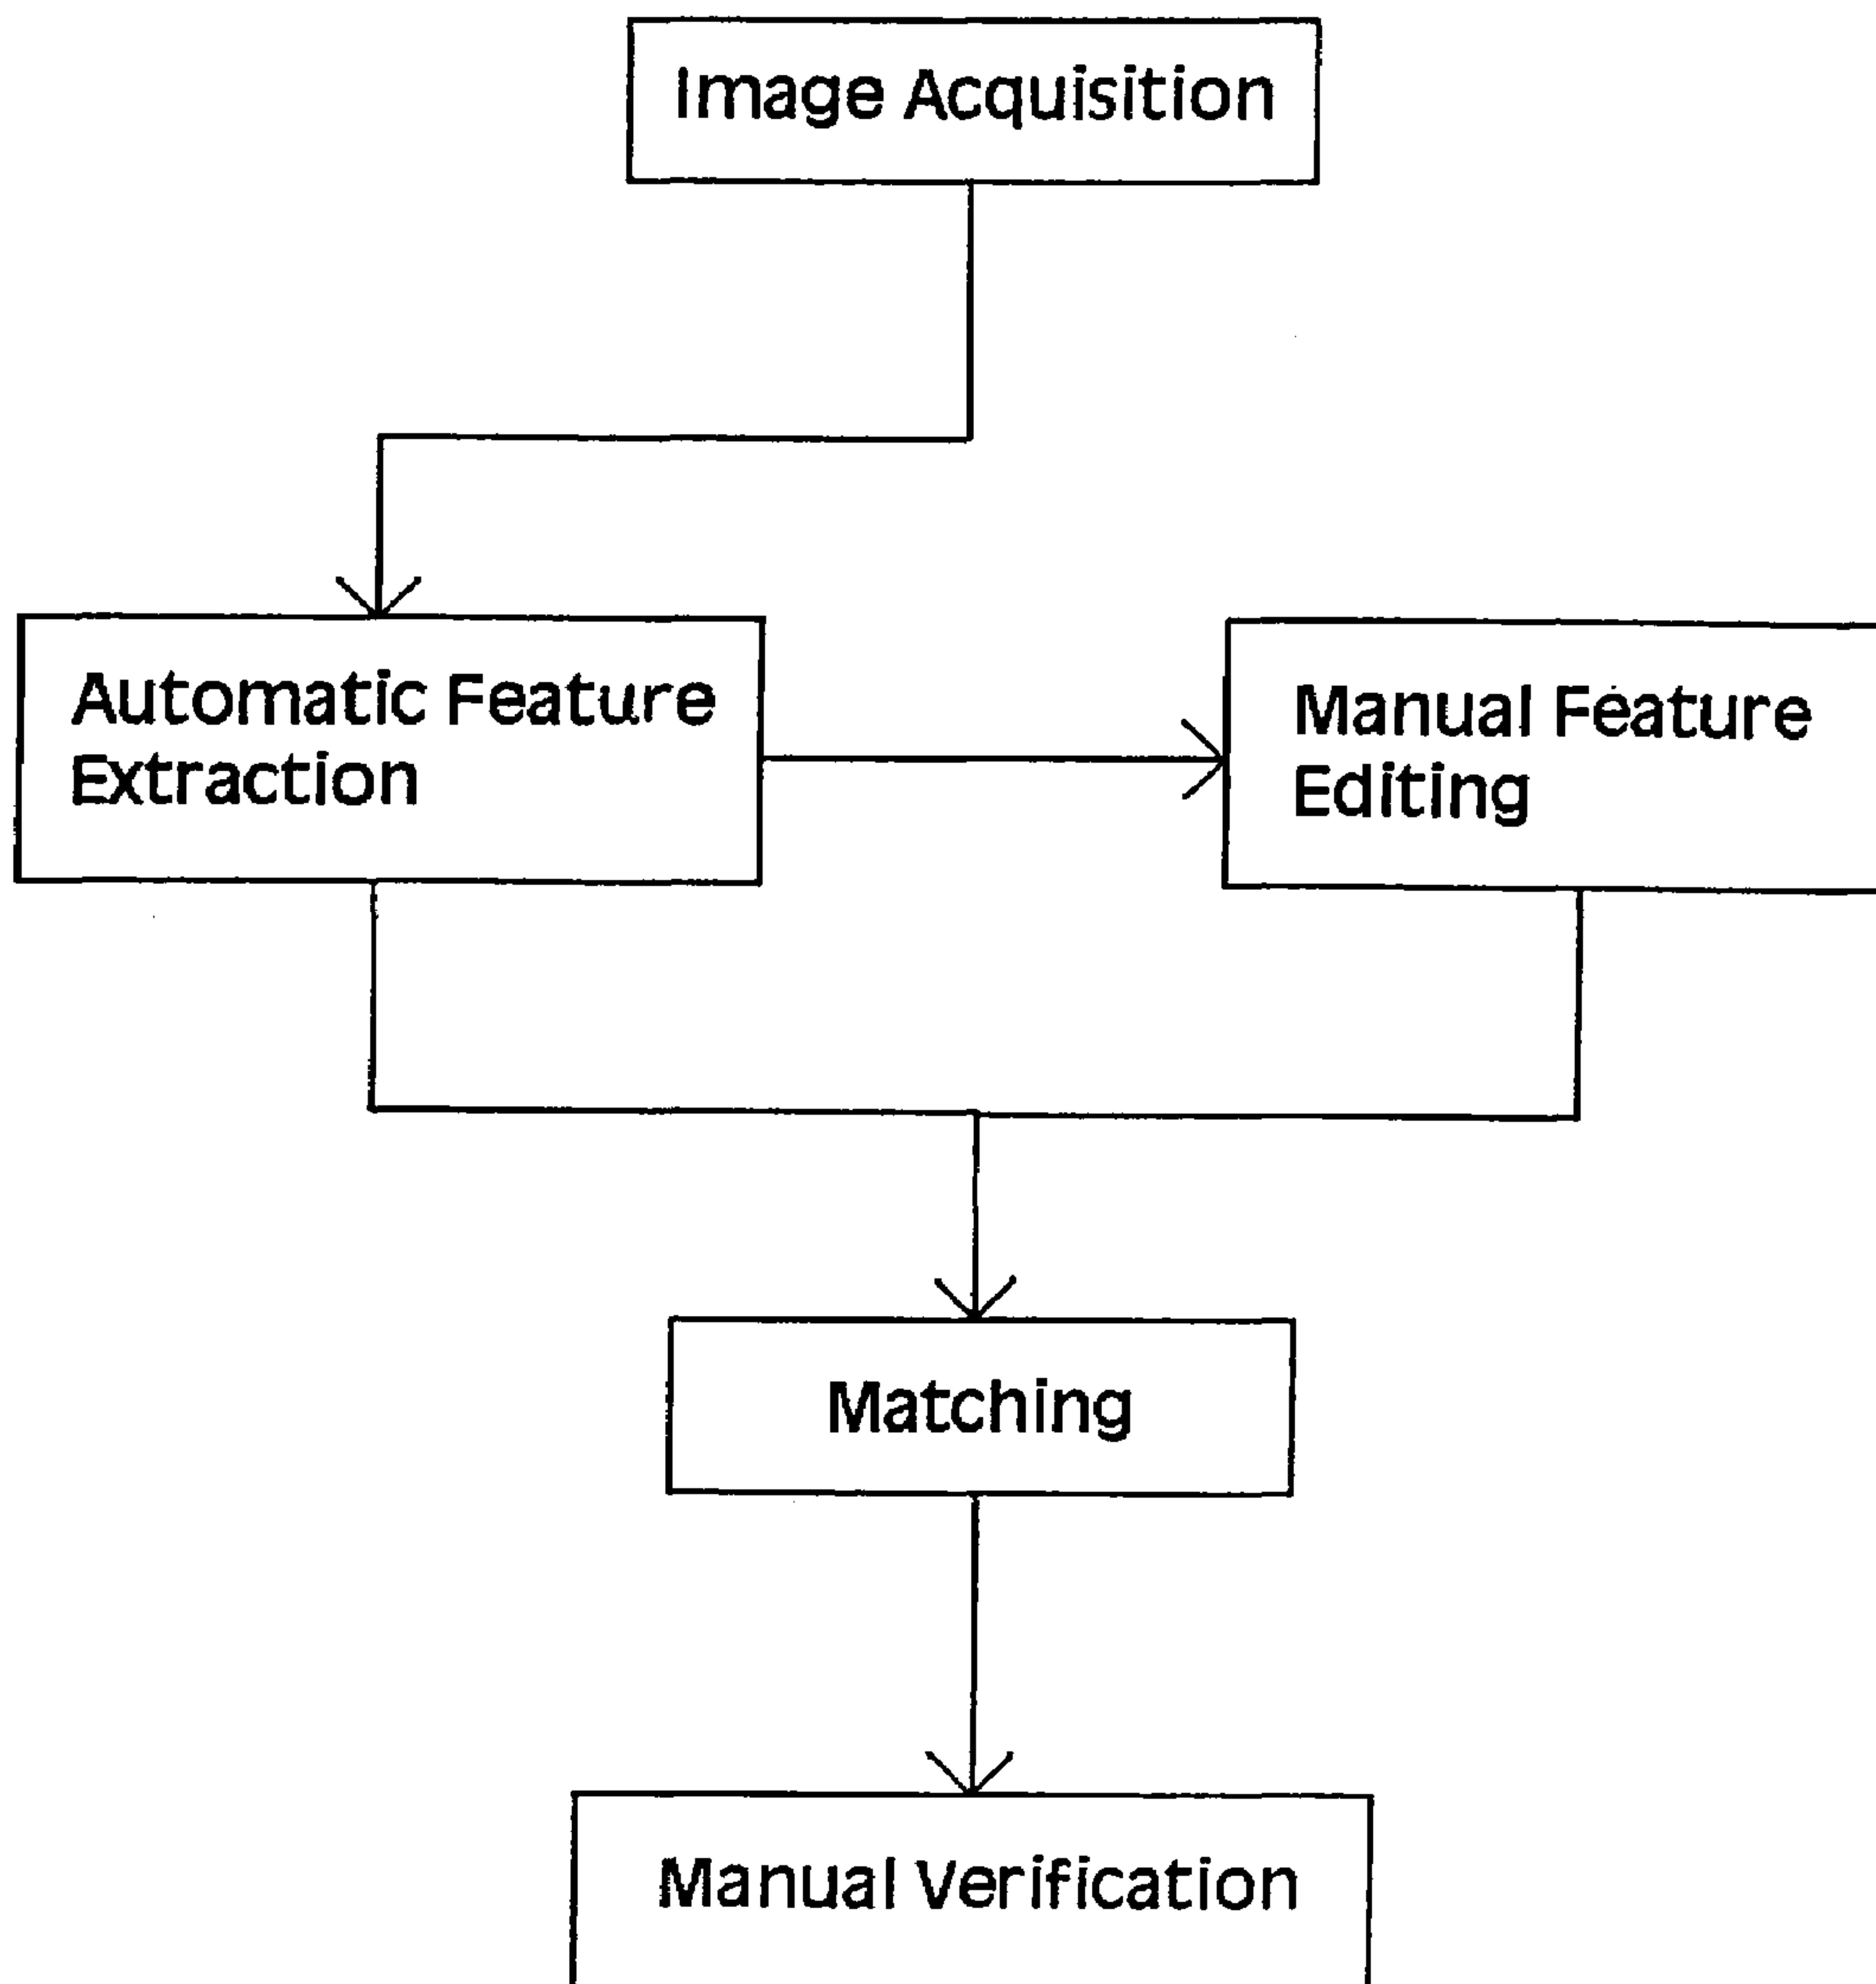 Image Acquisition
Automatic Feature
Extraction
Manual Feature
Editing
Matching
Manual Verification